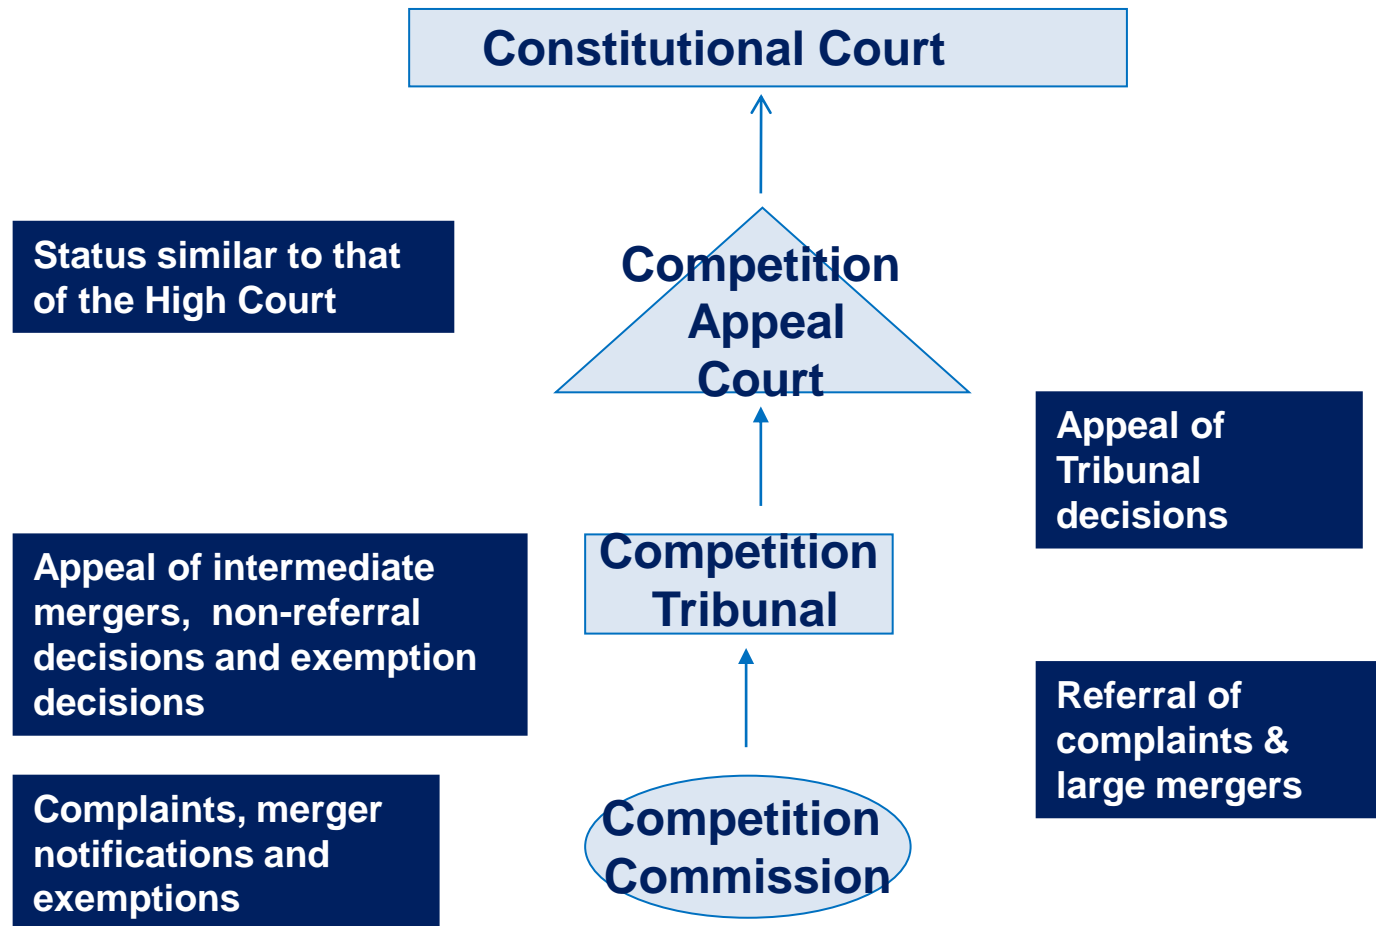 Constitutional Court
Status similar to that
of the High Court
Competition
Appeal
Court
Appeal of
Tribunal
decisions
Appeal of intermediate
mergers, non-referral
decisions and exemption
decisions
Competition
Tribunal
Referral of
complaints &
large mergers
Complaints, merger
notifications and
exemptions
Competition
Commission